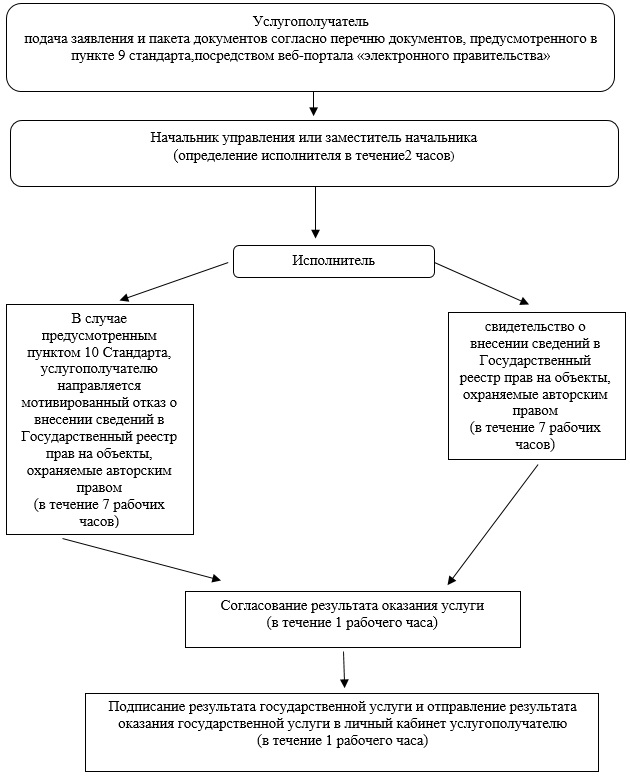 Услугополучатель
подача заявления и пакета документов согласно перечню документов, предусмотренного в
пункте 9 стандарта,посредством веб-портала «электронного правительства»
Начальник управления или заместитель начальника
(определение исполнителя в течение2 часов)
Исполнитель
В случае
предусмотренным
пунктом 10 Стандарта,
услугополучателю
направляется
мотивированный отказ о
внесении сведений в
Государственный реестр
прав на объекты,
охраняемые авторским
правом
(в течение 7 рабочих
часов)
свидетельство о
внесении сведений в
Государственный
реестр прав на объекты,
охраняемые авторским
правом
(в течение 7 рабочих
часов)
Согласование результата оказания услуги
(в течение 1 рабочего часа)
Подписание результата государственной услуги и отправление результата
оказания государственной услуги в личный кабинет услугополучателю
(в течение 1 рабочего часа)